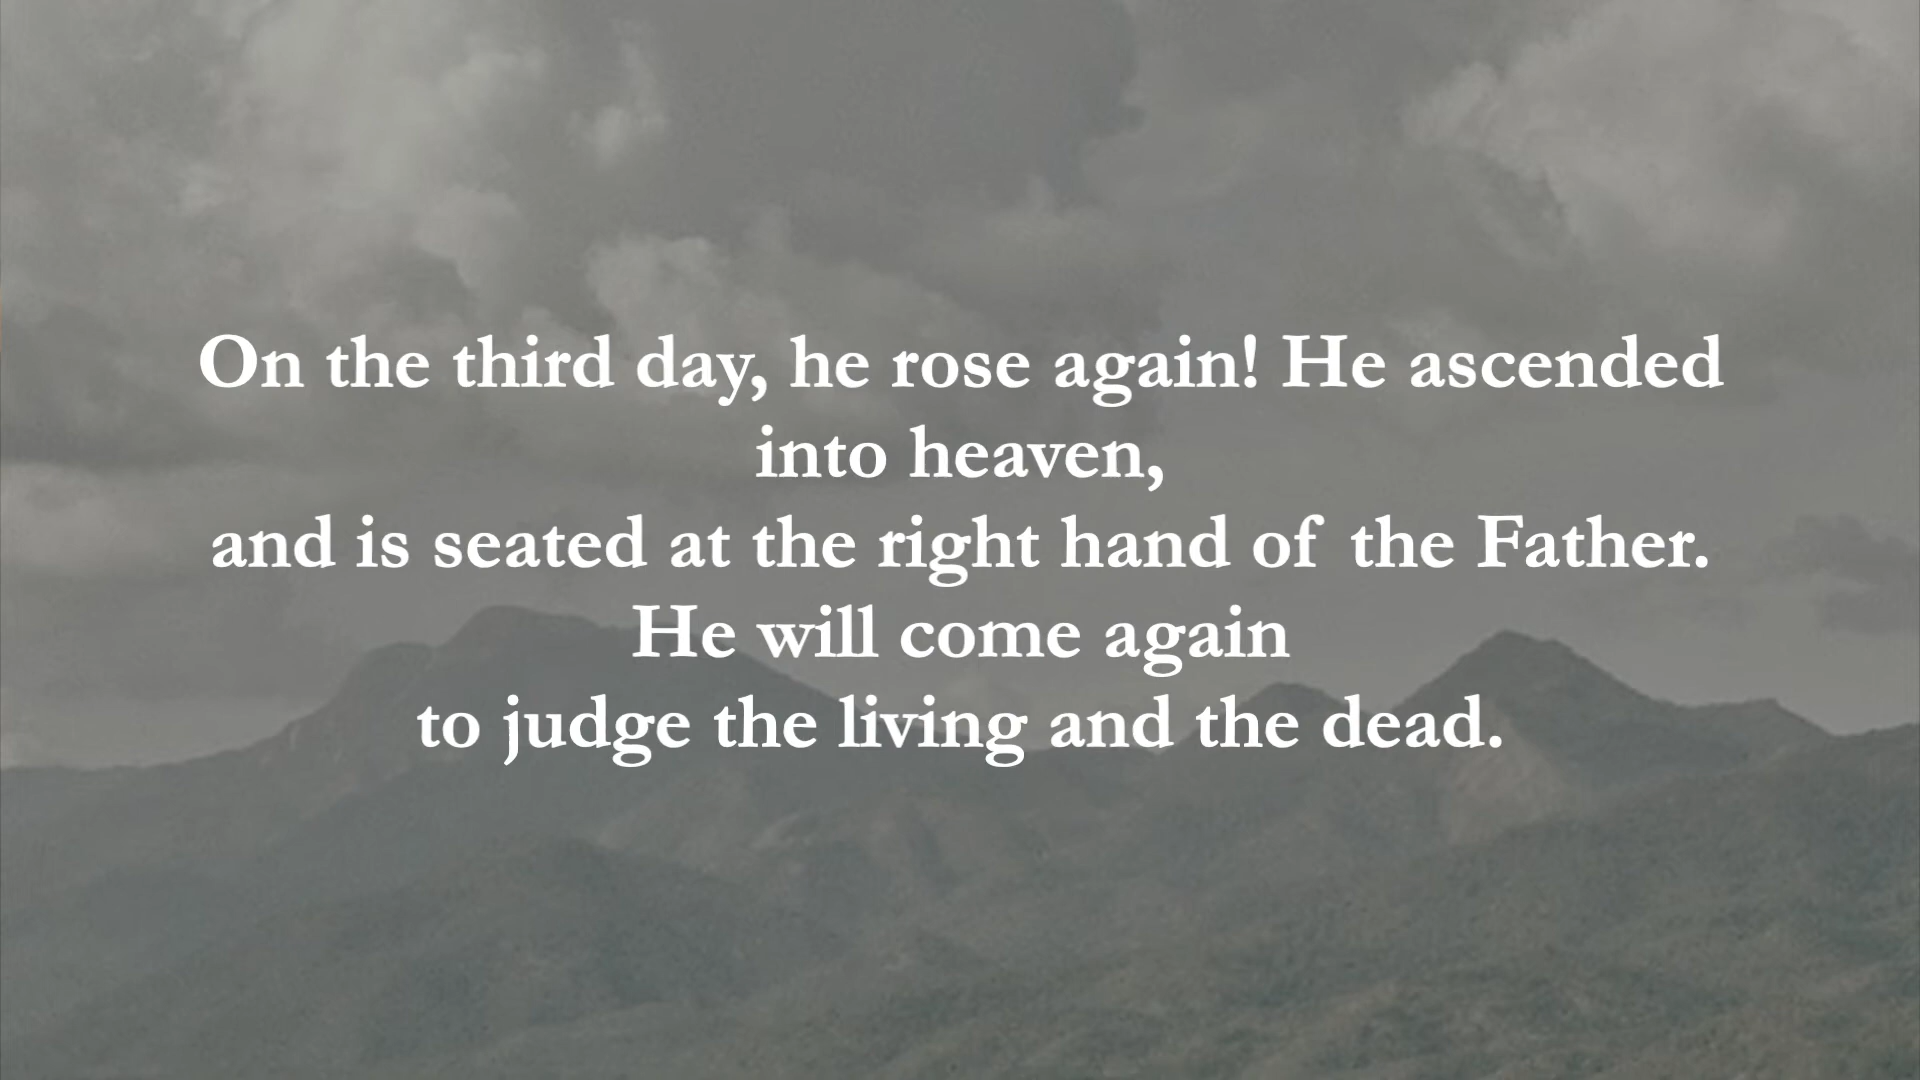 On the third day, he rose again! He ascended
into heaven,
and is seated at the right hand of the Father.
He will come again
to judge the living and the dead.